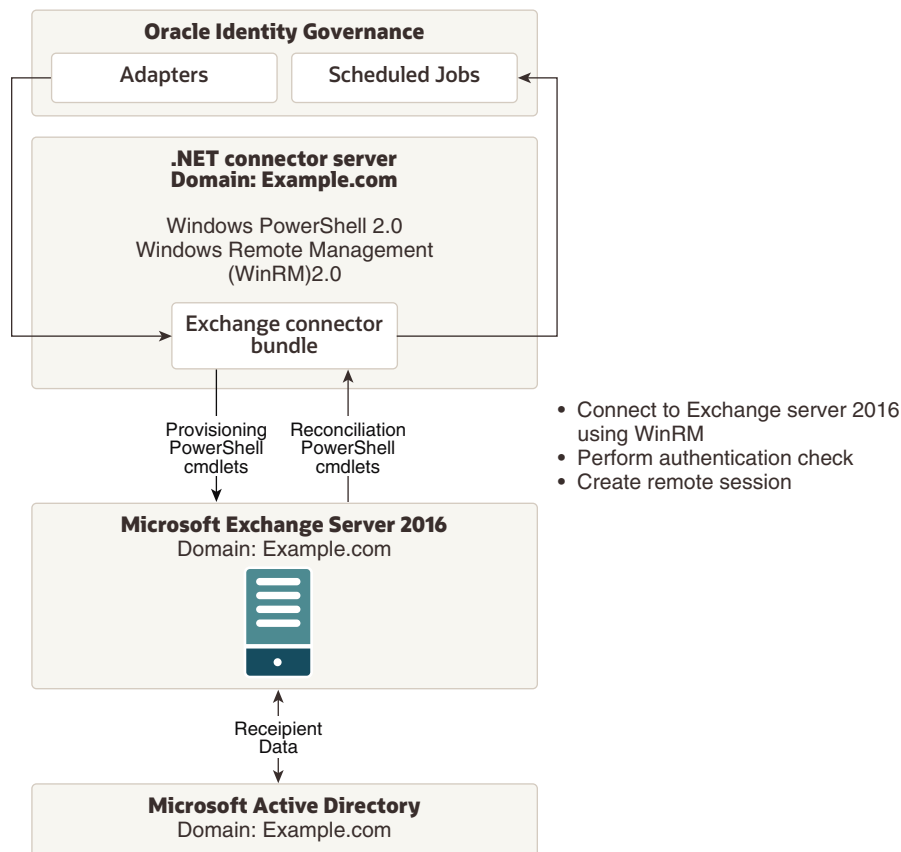 Oracle Identity Governance
Adapters
Scheduled Jobs
.NET connector server
Domain: Example.com
Windows PowerShell 2.0
Windows Remote Management
(WinRM)2.0
Exchange connector
bundle
Provisioning
PowerShell
cmdlets
Reconciliation
PowerShell
cmdlets
• Connect to Exchange server 2016
using WinRM
• Perform authentication check
• Create remote session
Microsoft Exchange Server 2016
Domain: Example.com
Receipient
Data
Microsoft Active Directory
Domain: Example.com